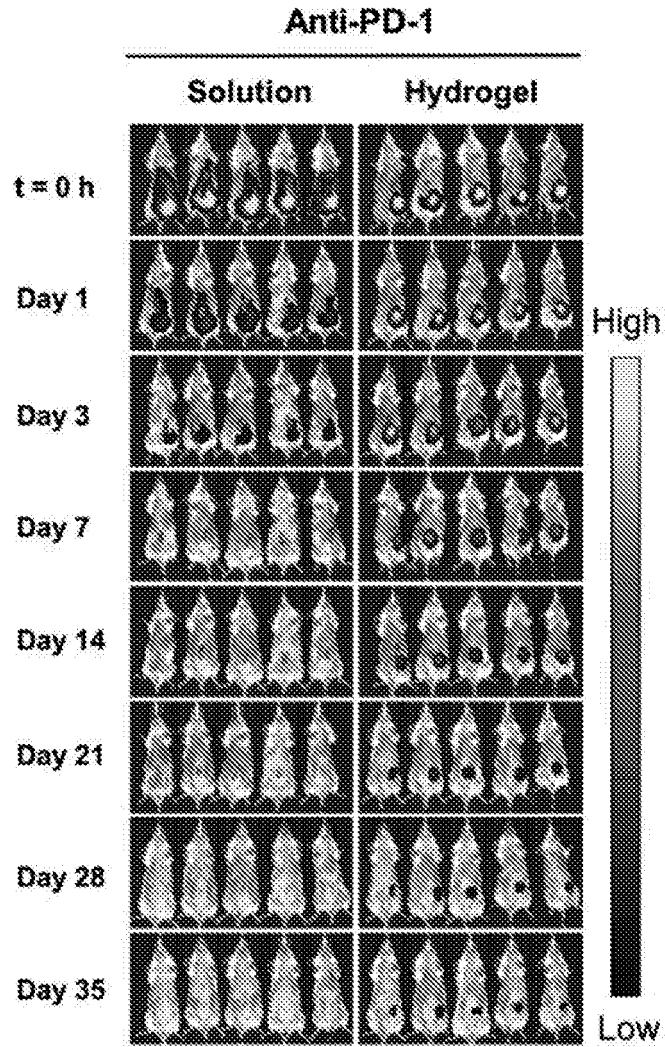 Anti-PD-1
Solution Hydrogel
t = 0 h
Day 1
High
Day 3
Day 7
Day 14
Day 21
Day 28
Day 35
Low